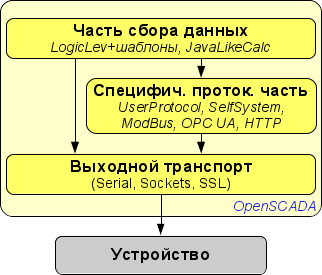 Часть сбора данных
LogicLev+шаблоны, JavaLikeCalc
Специфич. проток. часть
UserProtocol, SelfSystem,
ModBus, OPC UA, HTTP
Выходной транспорт
(Serial, Sockets, SSL)
OpenSCADA
Устройство